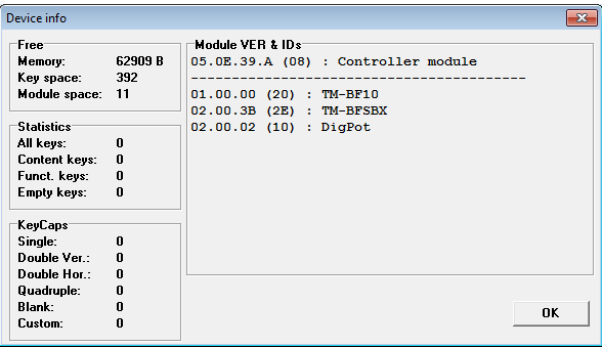 Device info
Free
Memory: 62909 B
Key space: 392
Module space: 11
Statistics
All keys: 0
Content keys: 0
Funct. keys: 0
Empty keys: 0
KeyCaps
Single: 0
Double Ver.: 0
Double Hor.: 0
Quadruple: 0
Blank: 0
Custom: 0
Module VER & IDs
05.0E.39.A (08) : Controller module
----------------------------------------
01.00.00 (20) : TM-BF10
02.00.3B (2E) : TM-BFSBX
02.00.02 (10) : DigPot
OK